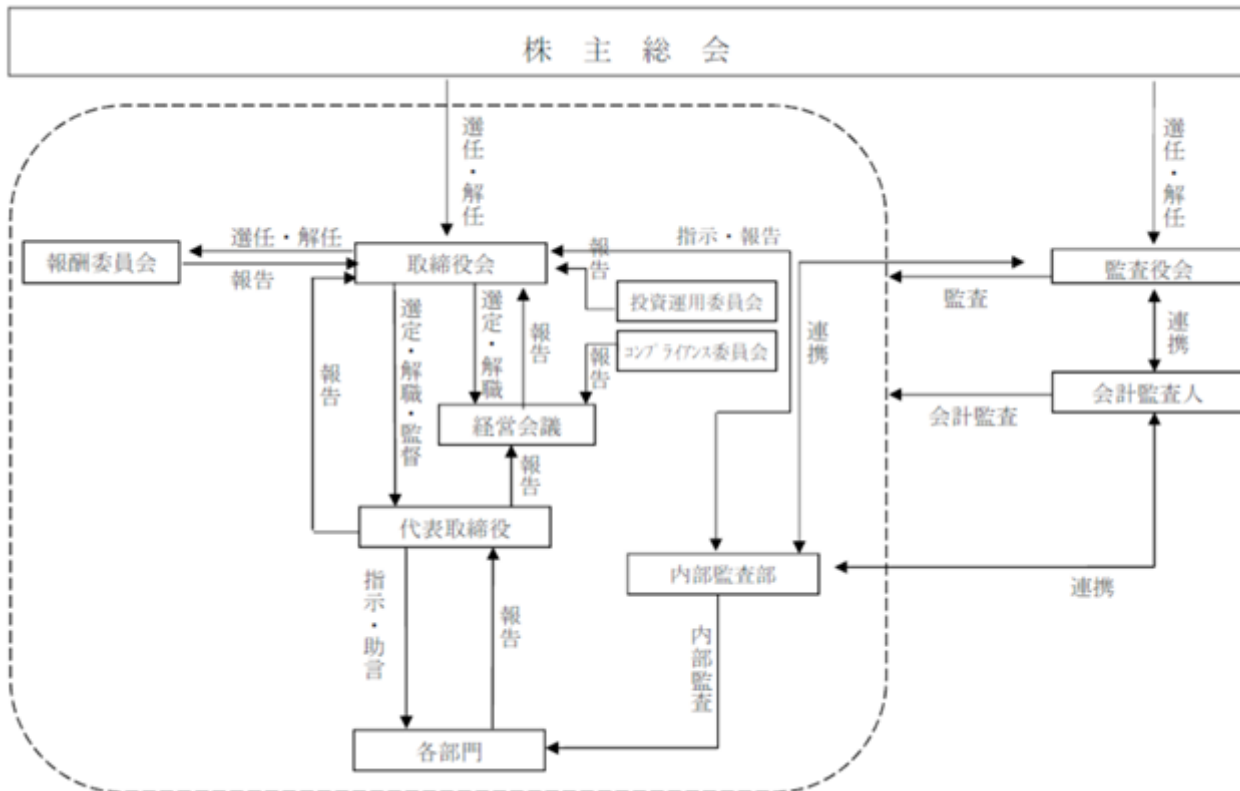 株主総会
選任・解任
選任・解任
選任・解任
報告
指示・報告
報酬委員会
取締役会
監査役会
報告
監査
投資運用委員会
コンプライアンス委員会
報告
選定・解職・監督
選定・解職
報告
報告
連携
連携
経営会議
会計監査人
会計監査
報告
代表取締役
内部監査部
連携
指示・助言
報告
内部監査
各部門